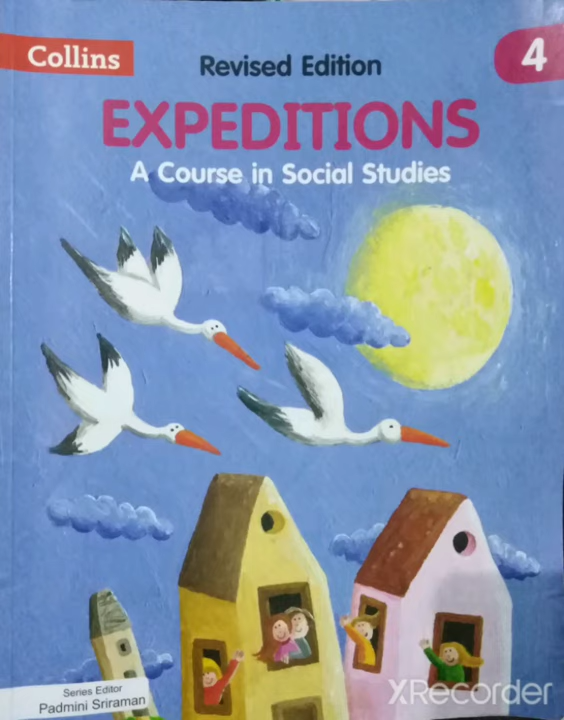 Collins
Revised Edition
4
EXPEDITIONS
A Course in Social Studies
Series Editor
Padmini Sriraman
XRecorder